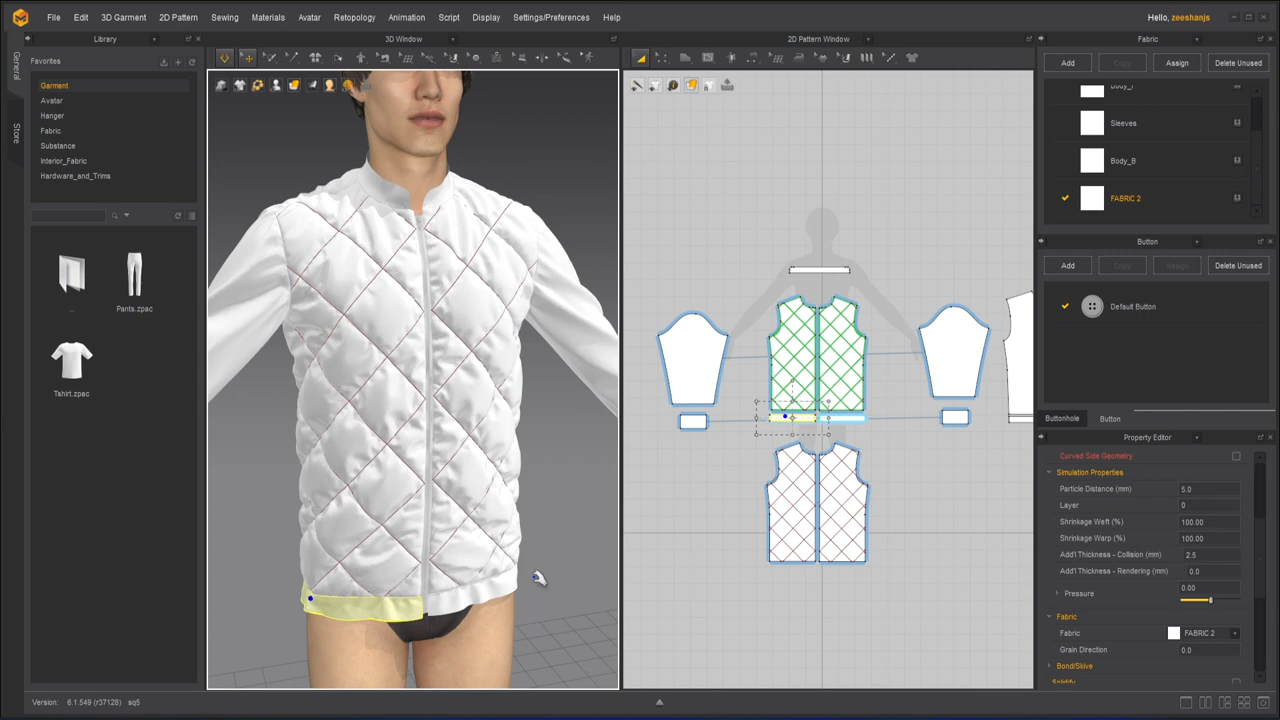 File Edit 3D Garment 2D Pattern Sewing Materials Avatar Retopology Animation Script Display Settings/Preferences Help
Hello, zeeshanjs
Library
3D Window
2D Pattern Window
Fabric
General
Store
Favorites
Garment
Avatar
Hanger
Fabric
Substance
Interior_Fabric
Hardware_and_Trims
..
Pants.zpac
Tshirt.zpac
Add Copy Assign Delete Unused
Sleeves
Body_B
FABRIC 2
Button
Add Copy Assign Delete Unused
Default Button
Buttonhole Button
Property Editor
Curved Side Geometry
Simulation Properties
Particle Distance (mm) 5.0
Layer 0
Shrinkage Weft (%) 100.00
Shrinkage Warp (%) 100.00
Add'l Thickness - Collision (mm) 2.5
Add'l Thickness - Rendering (mm) 0.0
Pressure 0.00
Fabric
Fabric FABRIC 2
Grain Direction 0.0
Bond/Skive
Version: 6.1.549 (r37128) sq5